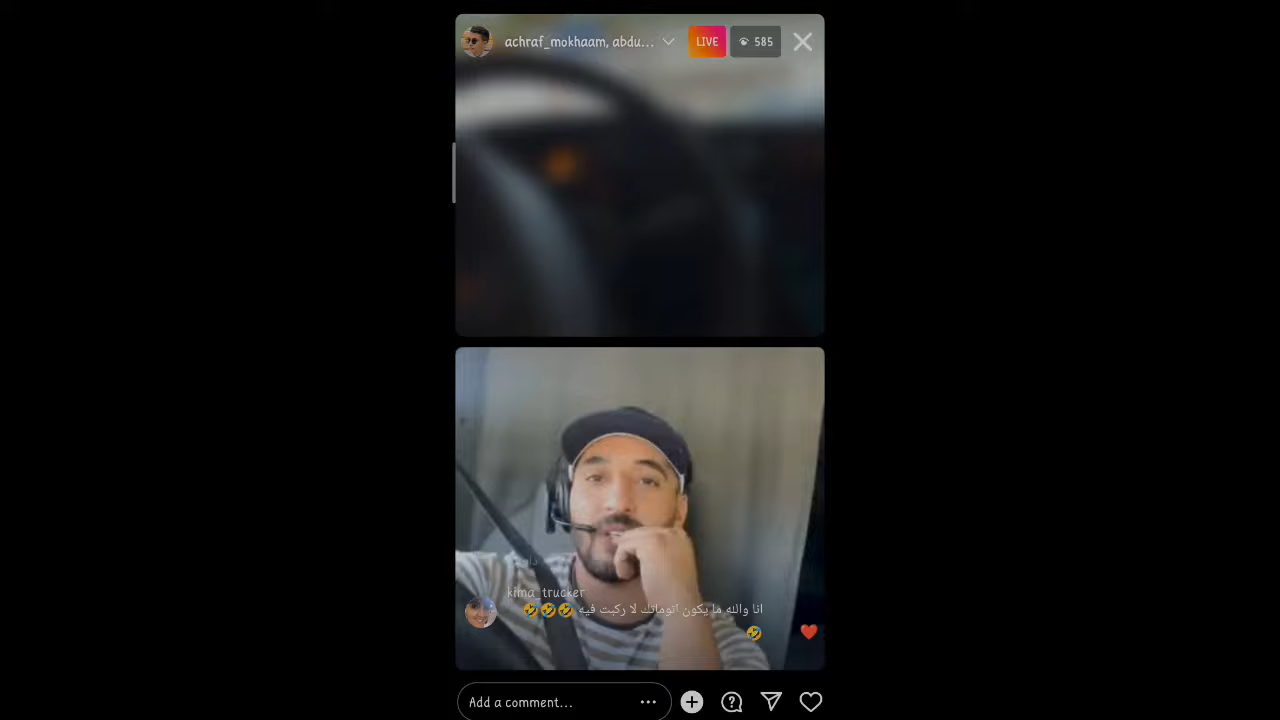 achraf_mokhaam, abdu... LIVE 585
kima_trucker
انا والله ما يكون اتوماتك لا ركبت فيه 🤣🤣🤣
🤣
Add a comment...